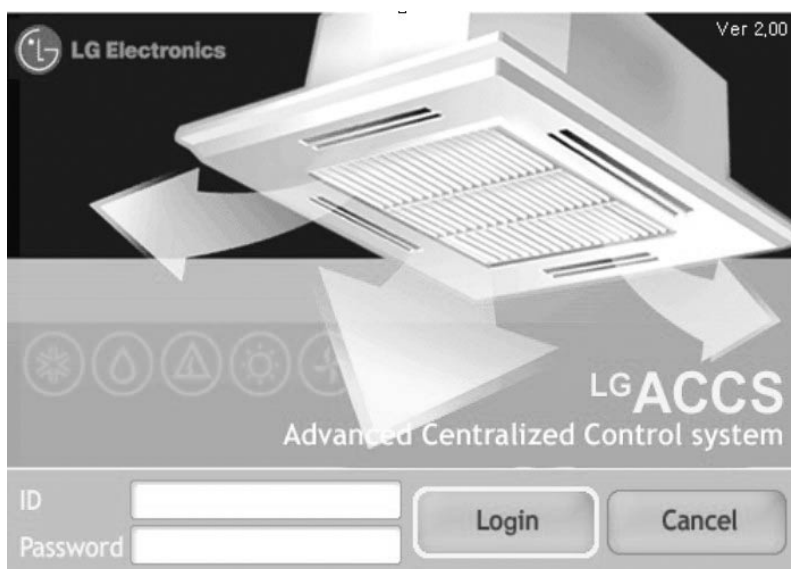 LG Electronics
Ver 2,00
LG ACCS
Advanced Centralized Control system
ID
Login
Cancel
Password